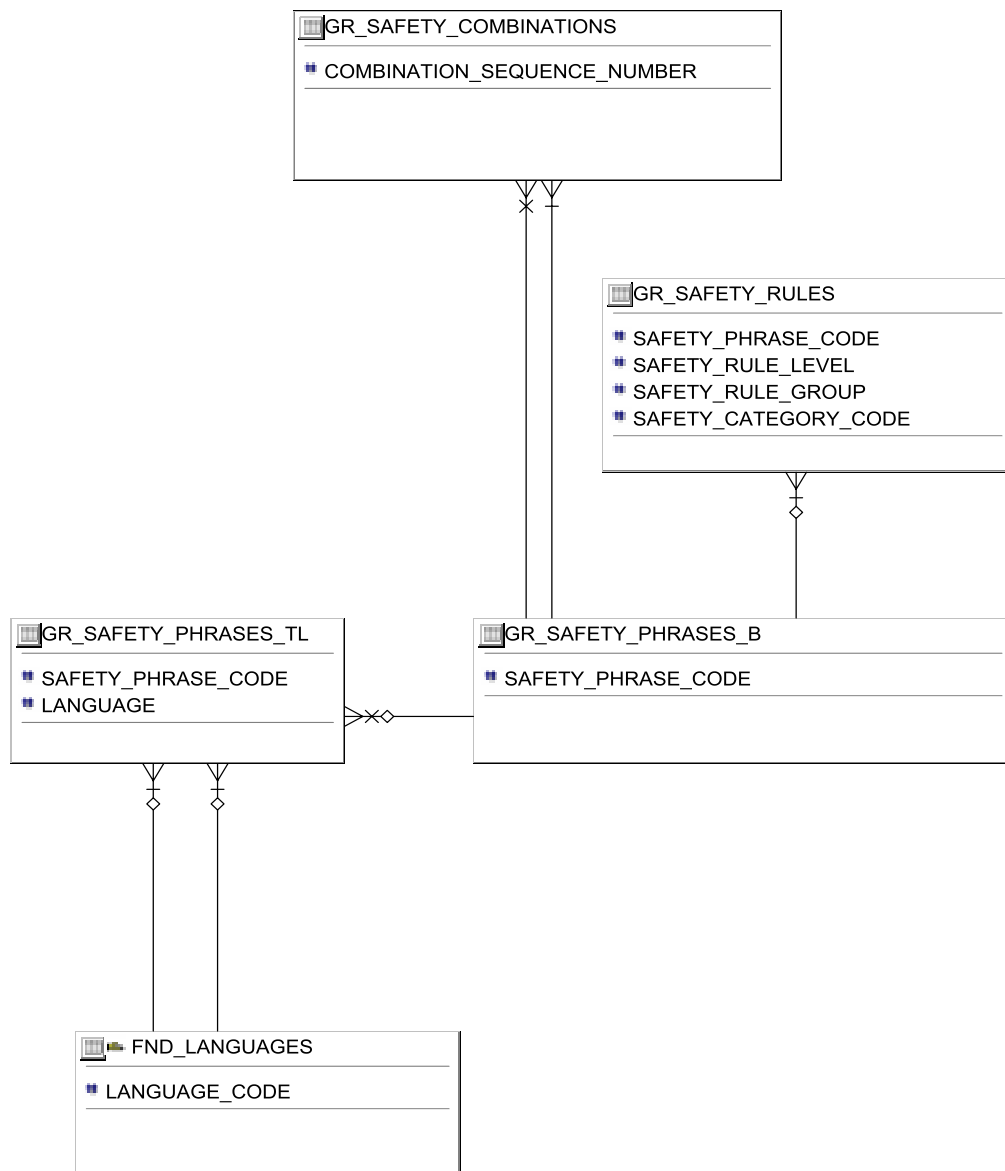 GR_SAFETY_COMBINATIONS
COMBINATION_SEQUENCE_NUMBER
GR_SAFETY_RULES
SAFETY_PHRASE_CODE
SAFETY_RULE_LEVEL
SAFETY_RULE_GROUP
SAFETY_CATEGORY_CODE
GR_SAFETY_PHRASES_TL
SAFETY_PHRASE_CODE
LANGUAGE
GR_SAFETY_PHRASES_B
SAFETY_PHRASE_CODE
FND_LANGUAGES
LANGUAGE_CODE